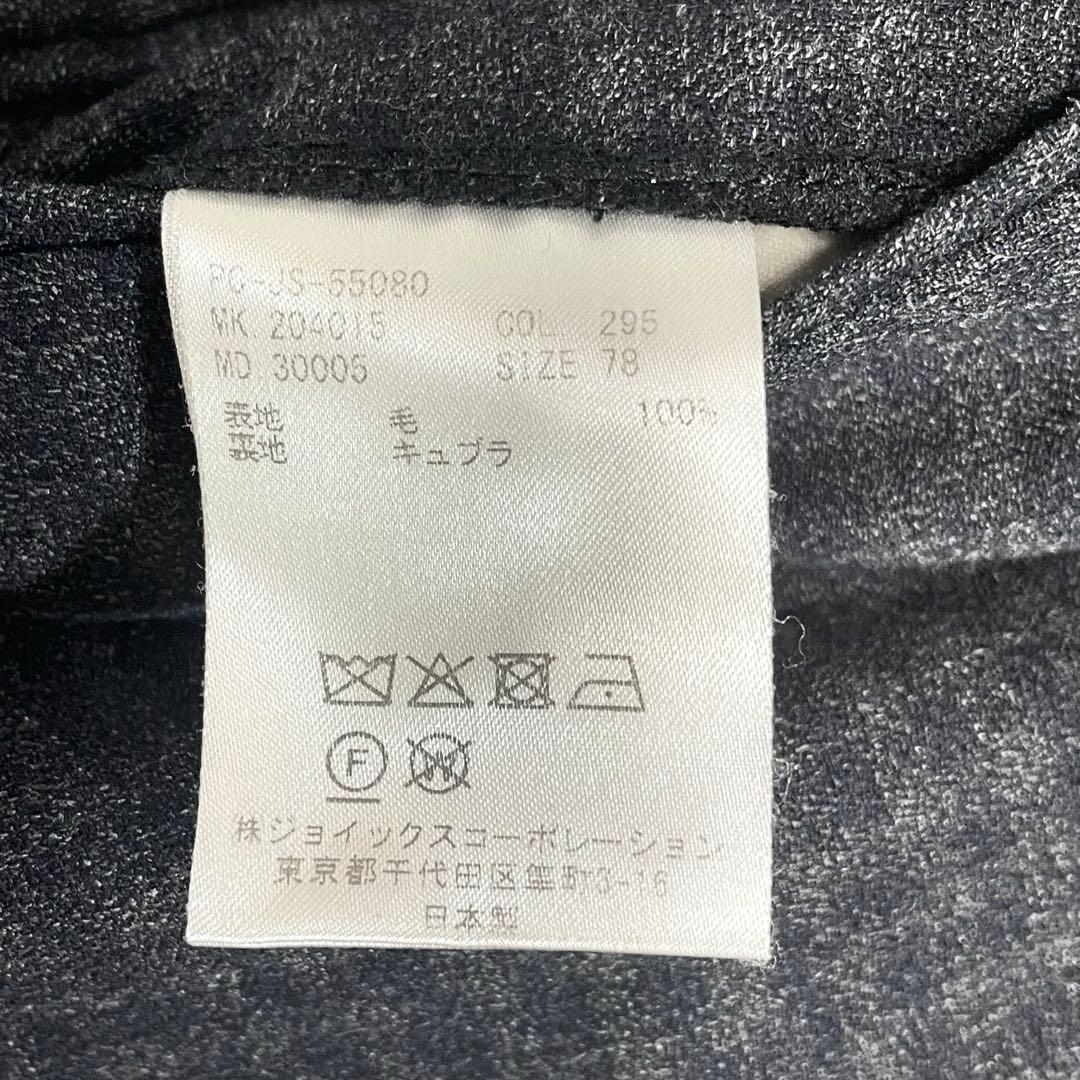 PC-JS-55080
MK 204015 COL 295
MD 30005 SIZE 78
表地 毛 100%
裏地 キュプラ
F
W
株ジョイックスコーポレーション
東京都千代田区隼町3-16
日本製